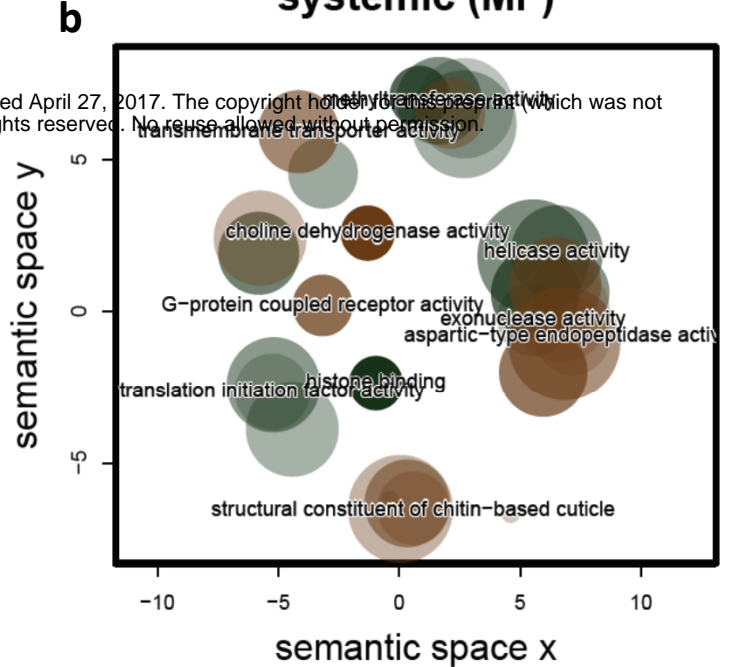 systemic (MF)
b
ed April 27, 2017. The copyright holder for this preprint (which was not
methyltransferase activity
ghts reserved. No reuse allowed without permission.
transmembrane transporter activity
5
choline dehydrogenase activity
helicase activity
semantic space y
0
G−protein coupled receptor activity
exonuclease activity
aspartic−type endopeptidase activ
histone binding
translation initiation factor activity
−5
structural constituent of chitin−based cuticle
−10 −5 0 5 10
semantic space x